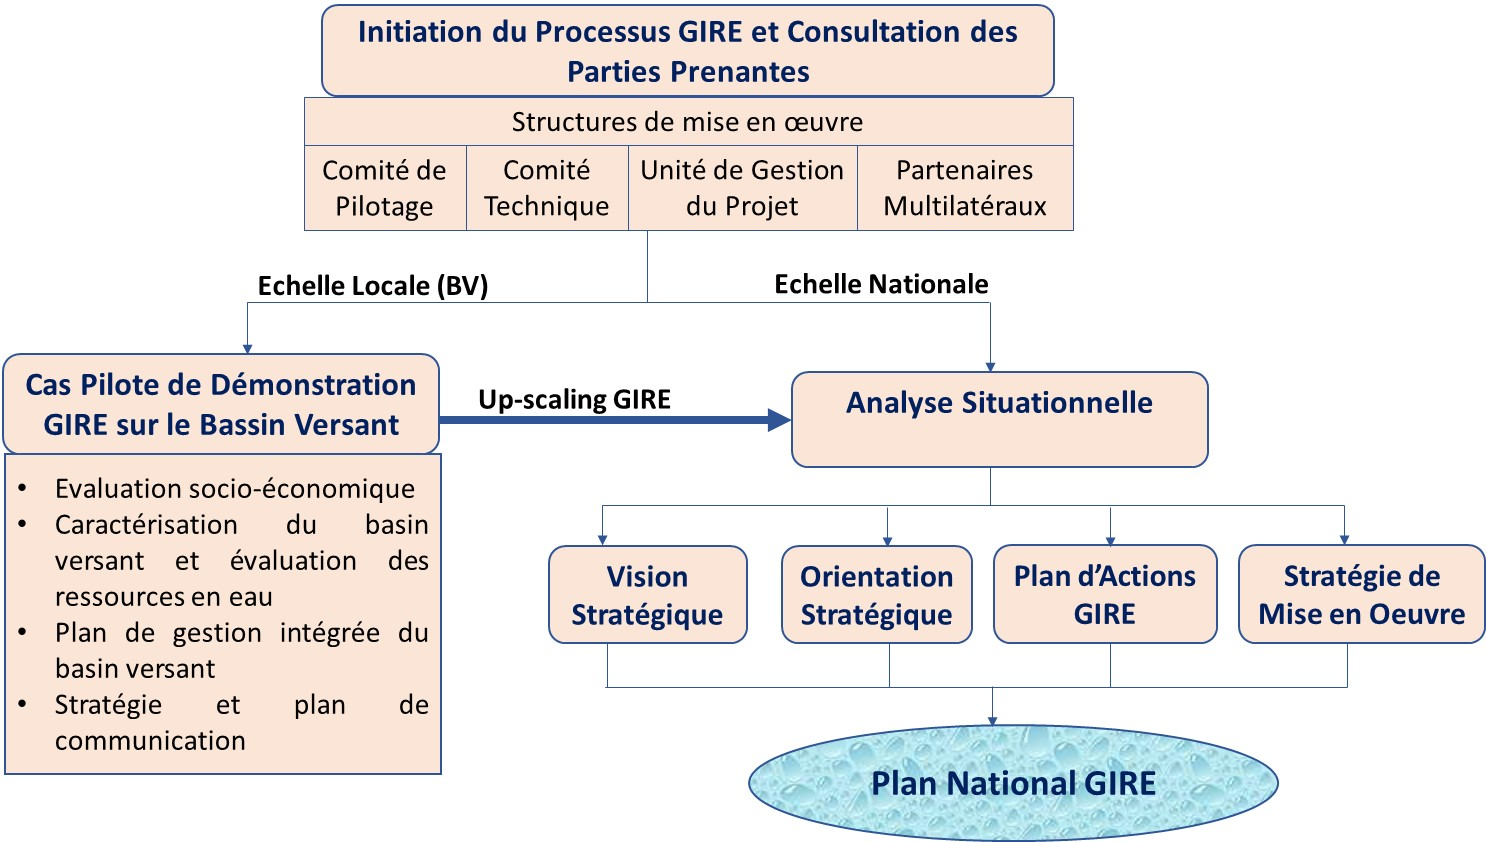 Initiation du Processus GIRE et Consultation des
Parties Prenantes
Structures de mise en œuvre
Comité de
Pilotage
Comité
Technique
Unité de Gestion
du Projet
Partenaires
Multilatéraux
Echelle Locale (BV)
Echelle Nationale
Cas Pilote de Démonstration
GIRE sur le Bassin Versant
Up-scaling GIRE
Analyse Situationnelle
• Evaluation socio-économique
• Caractérisation du basin
versant et évaluation des
ressources en eau
• Plan de gestion intégrée du
basin versant
• Stratégie et plan de
communication
Vision
Stratégique
Orientation
Stratégique
Plan d’Actions
GIRE
Stratégie de
Mise en Oeuvre
Plan National GIRE